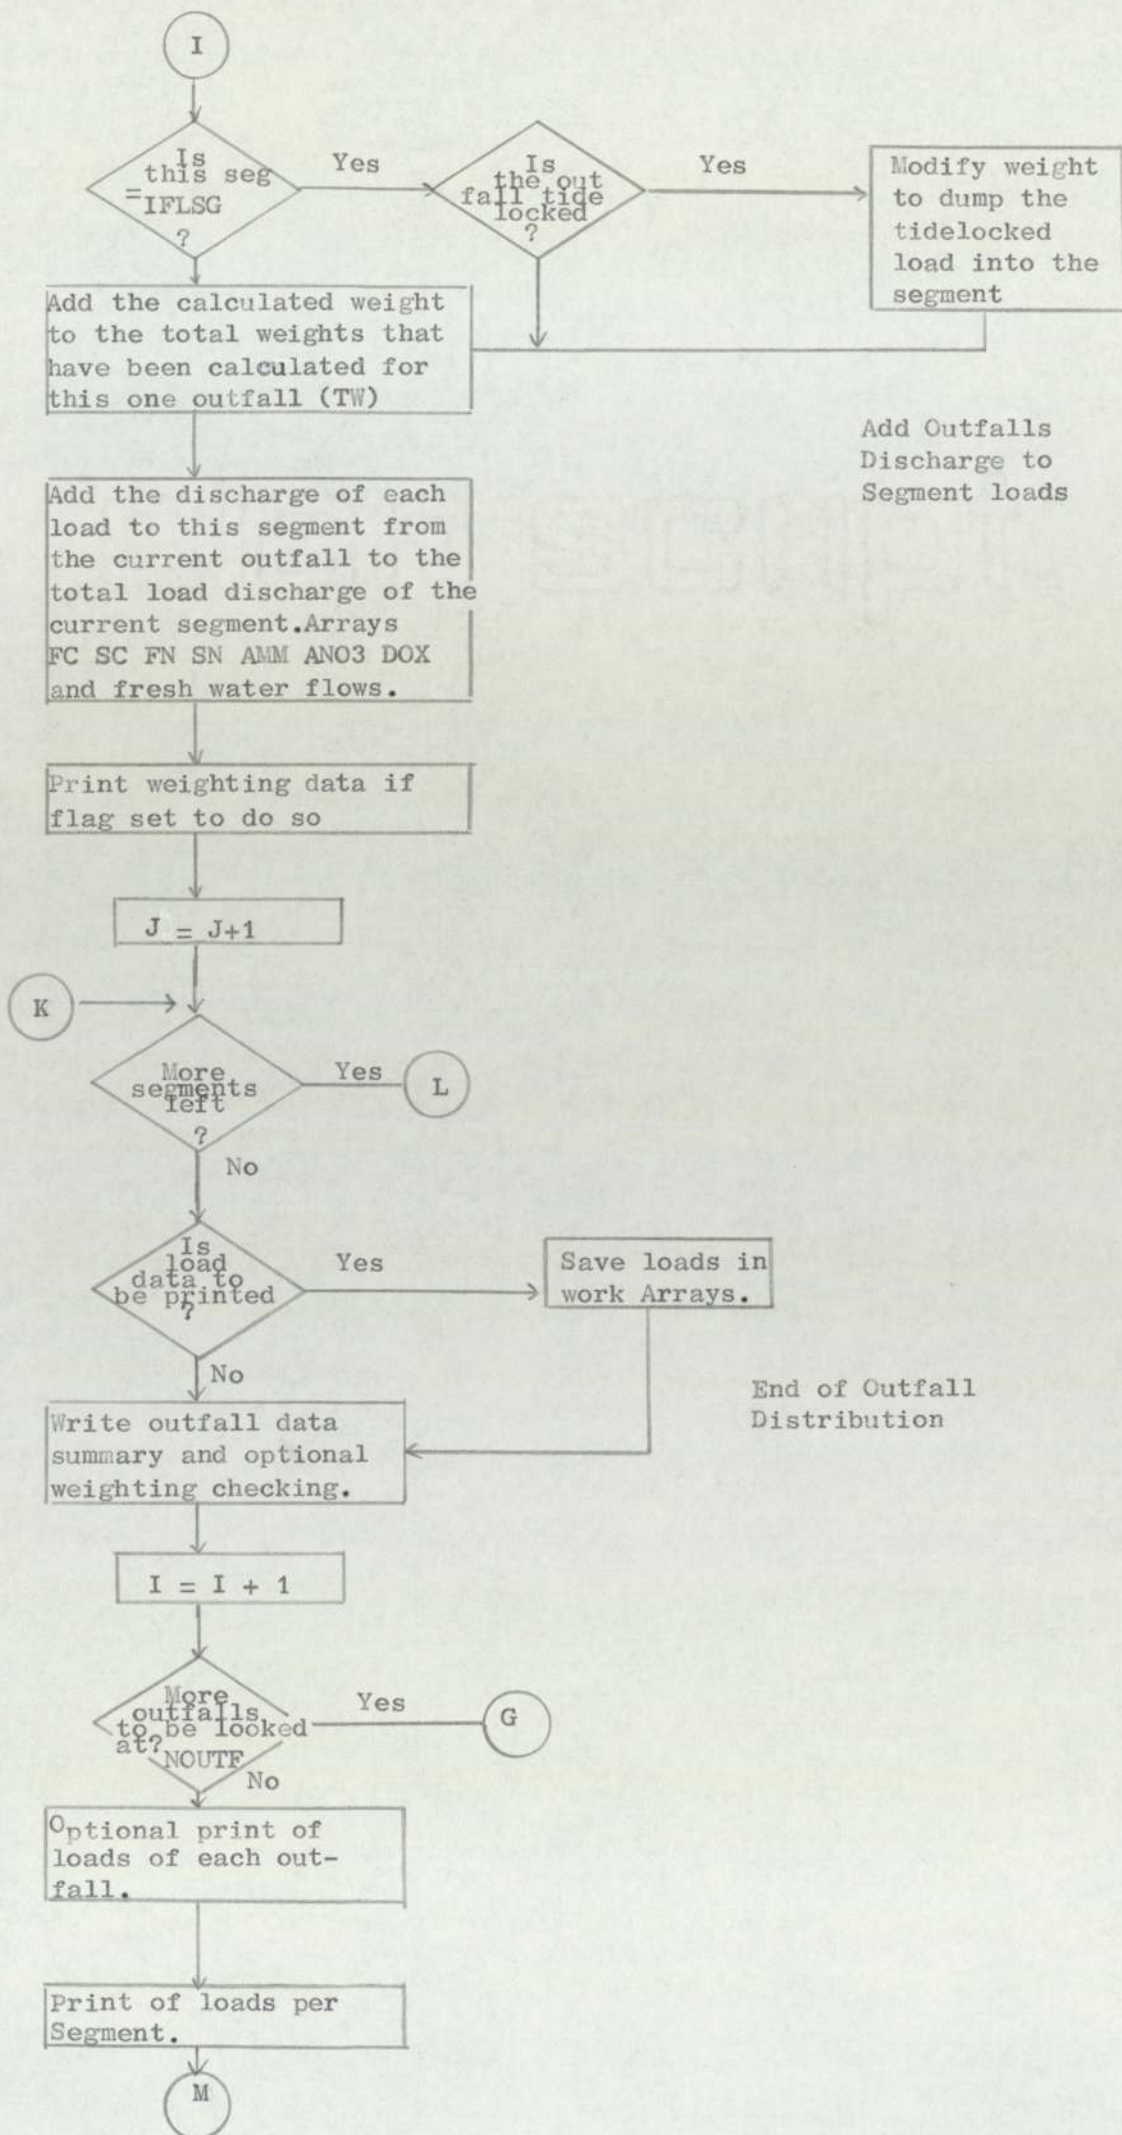 I
Is
this seg
=IFLSG
?
Yes
Is
the out
fall tide
locked
?
Yes
Modify weight
to dump the
tidelocked
load into the
segment
Add the calculated weight
to the total weights that
have been calculated for
this one outfall (TW)
Add Outfalls
Discharge to
Segment loads
Add the discharge of each
load to this segment from
the current outfall to the
total load discharge of the
current segment.Arrays
FC SC FN SN AMM ANO3 DOX
and fresh water flows.
Print weighting data if
flag set to do so
J = J+1
K
More
segments
left
?
Yes
L
No
Is
load
data to
be printed
?
Yes
Save loads in
work Arrays.
No
End of Outfall
Distribution
Write outfall data
summary and optional
weighting checking.
I = I + 1
More
outfalls
to be looked
at?
NOUTF
Yes
G
No
Optional print of
loads of each out-
fall.
Print of loads per
Segment.
M